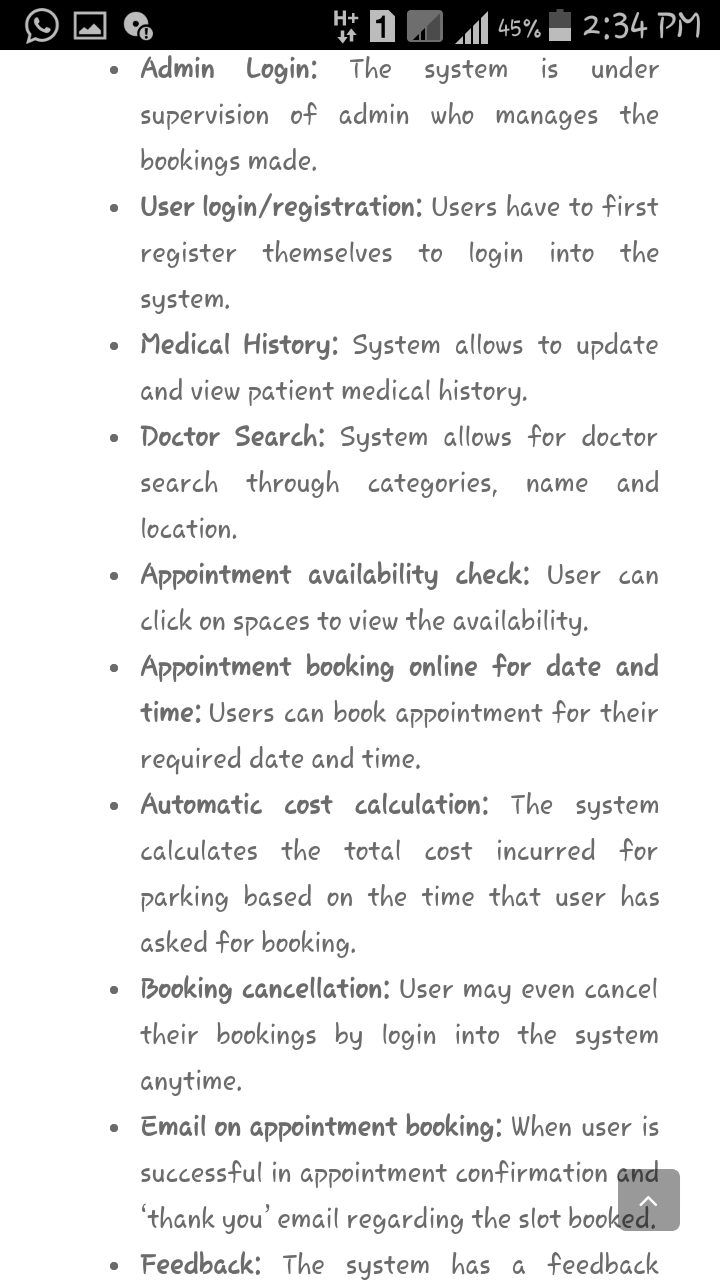 H+ 1 45% 2:34 PM
• Admin Login: The system is under
supervision of admin who manages the
bookings made.
• User login/registration: Users have to first
register themselves to login into the
system.
• Medical History: System allows to update
and view patient medical history.
• Doctor Search: System allows for doctor
search through categories, name and
location.
• Appointment availability check: User can
click on spaces to view the availability.
• Appointment booking online for date and
time: Users can book appointment for their
required date and time.
• Automatic cost calculation: The system
calculates the total cost incurred for
parking based on the time that user has
asked for booking.
• Booking cancellation: User may even cancel
their bookings by login into the system
anytime.
• Email on appointment booking: When user is
successful in appointment confirmation and
‘thank you’ email regarding the slot booked.
• Feedback: The system has a feedback